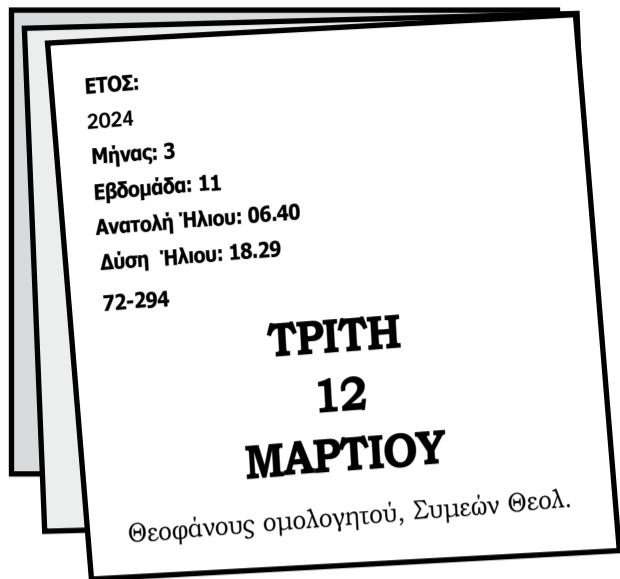 ΕΤΟΣ:
2024
Μήνας: 3
Εβδομάδα: 11
Ανατολή Ήλιου: 06.40
Δύση Ήλιου: 18.29
72-294
ΤΡΙΤΗ
12
ΜΑΡΤΙΟΥ
Θεοφάνους ομολογητού, Συμεών Θεολ.